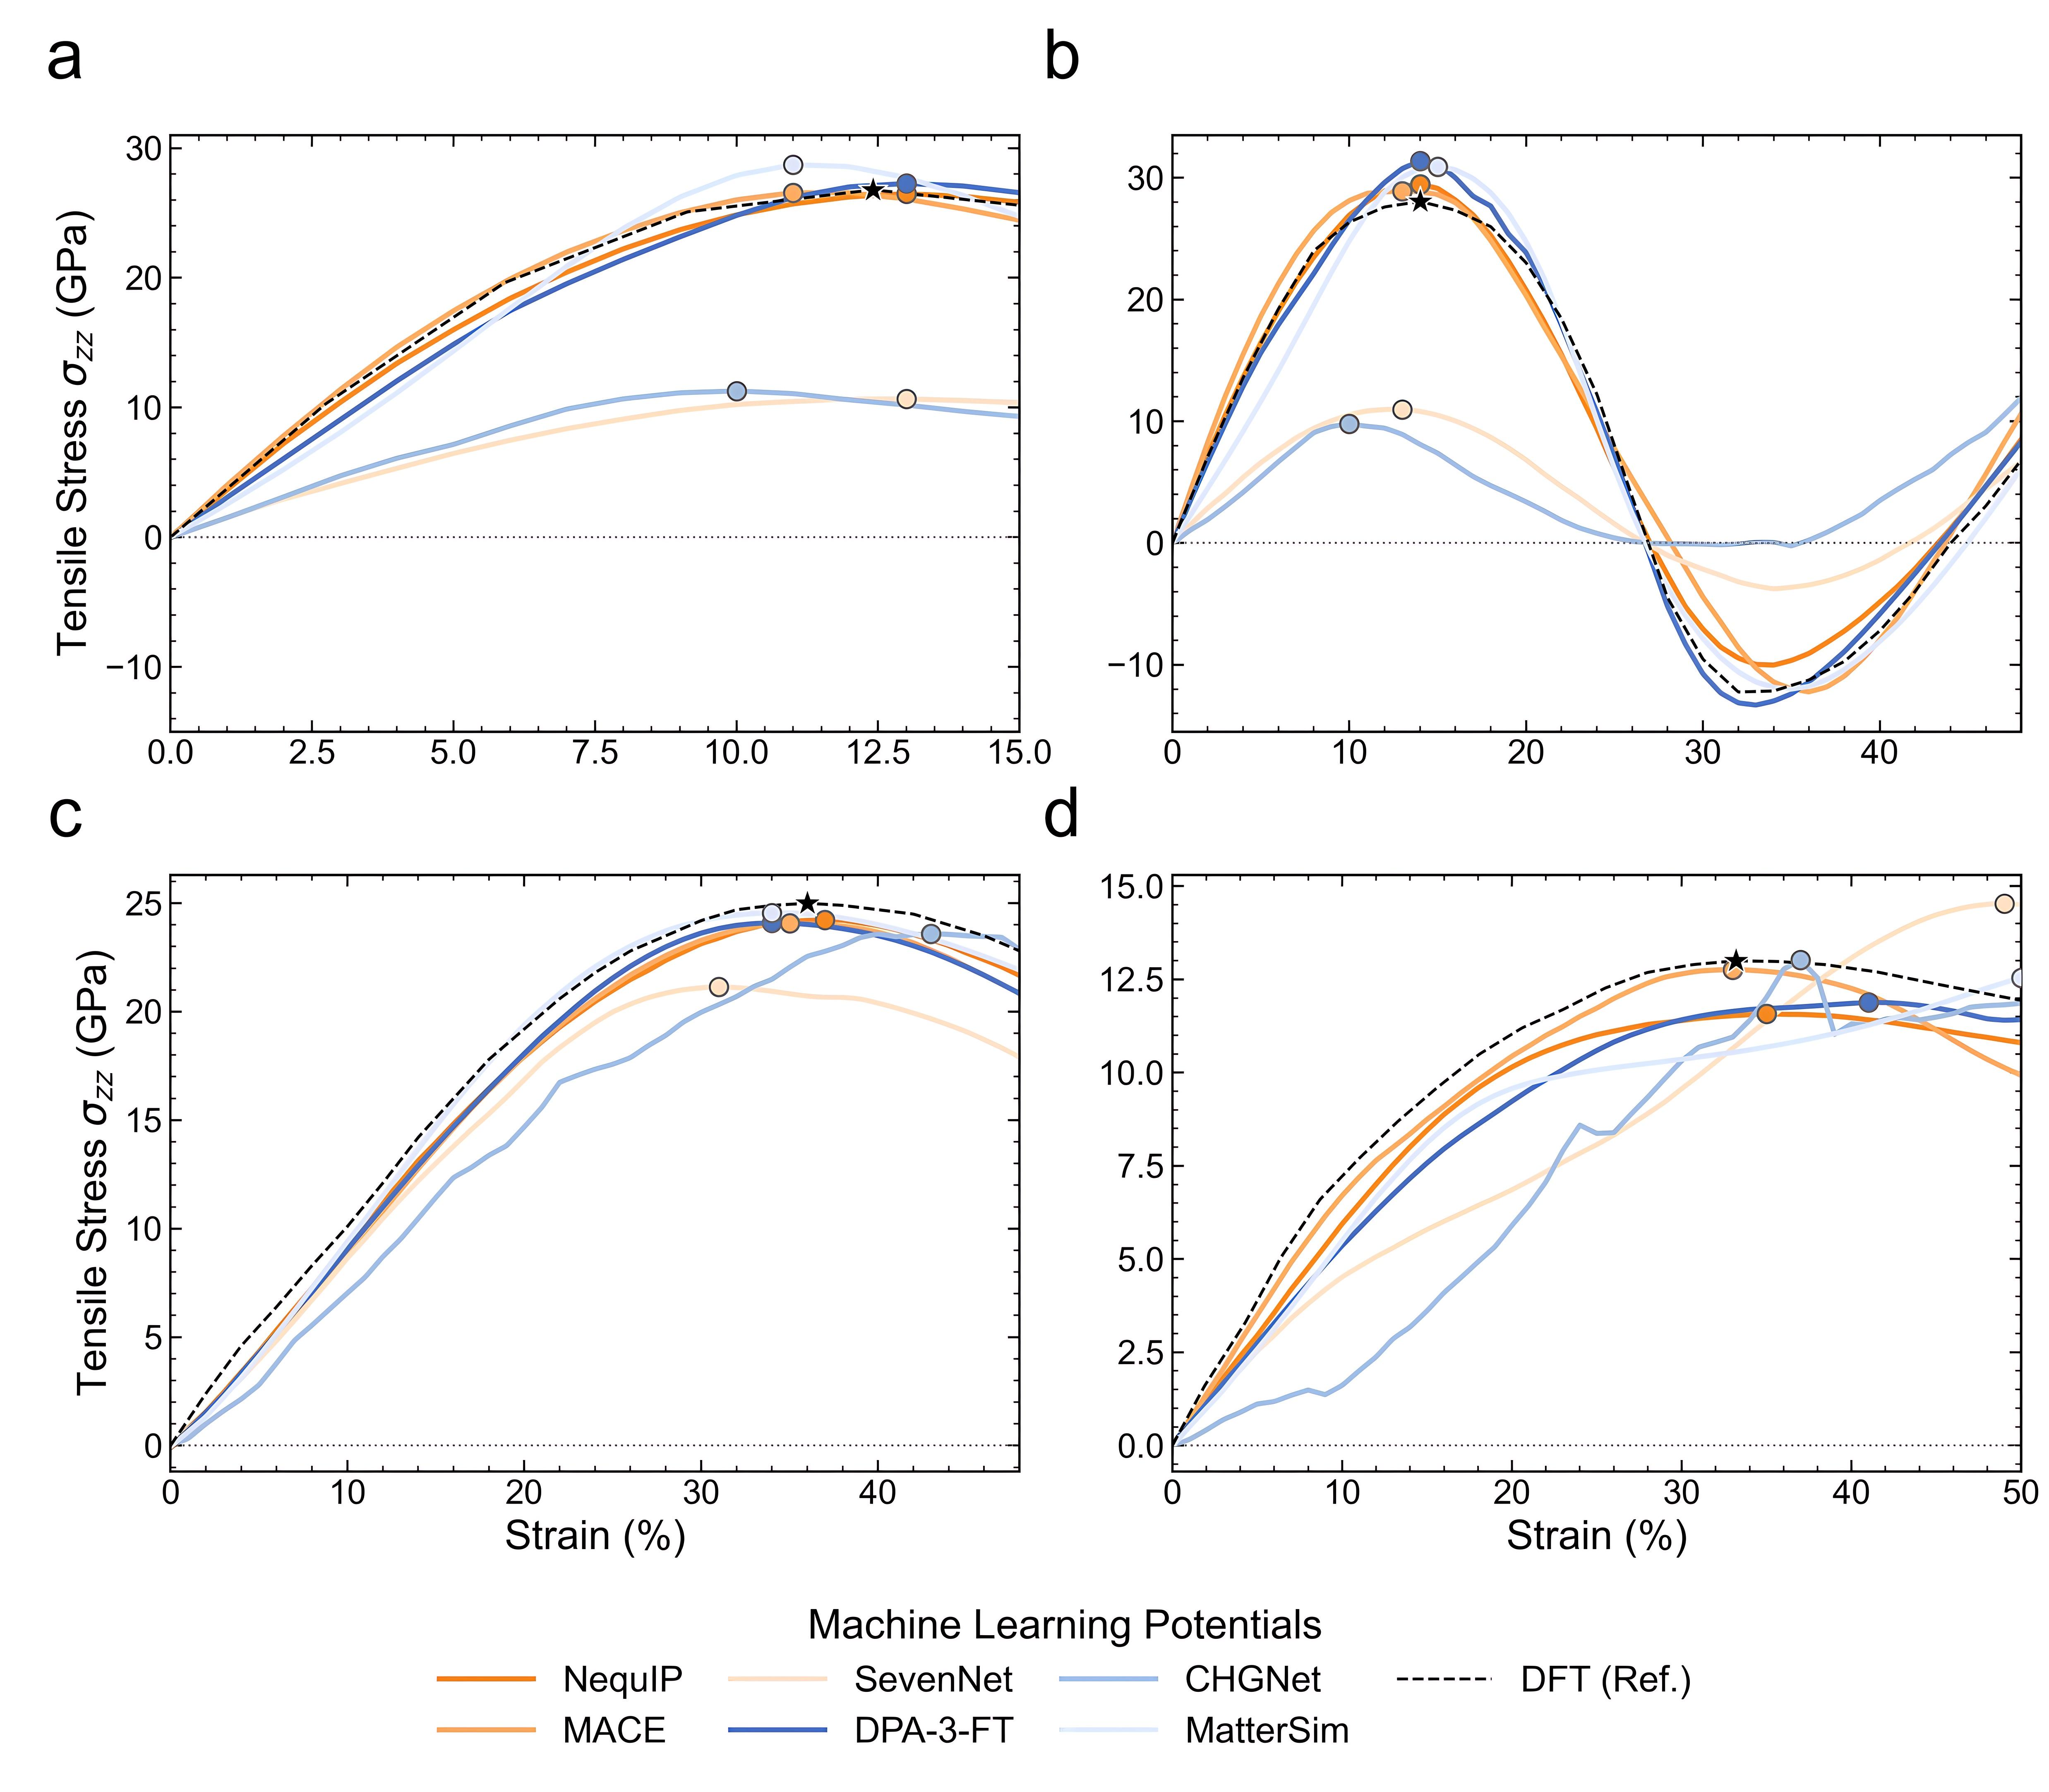 a
b
30
20
10
0
−10
Tensile Stress σzz (GPa)
0.0 2.5 5.0 7.5 10.0 12.5 15.0
30
20
10
0
−10
0 10 20 30 40
c
d
25
20
15
10
5
0
Tensile Stress σzz (GPa)
0 10 20 30 40
Strain (%)
15.0
12.5
10.0
7.5
5.0
2.5
0.0
0 10 20 30 40 50
Strain (%)
Machine Learning Potentials
NequIP SevenNet CHGNet DFT (Ref.)
MACE DPA-3-FT MatterSim